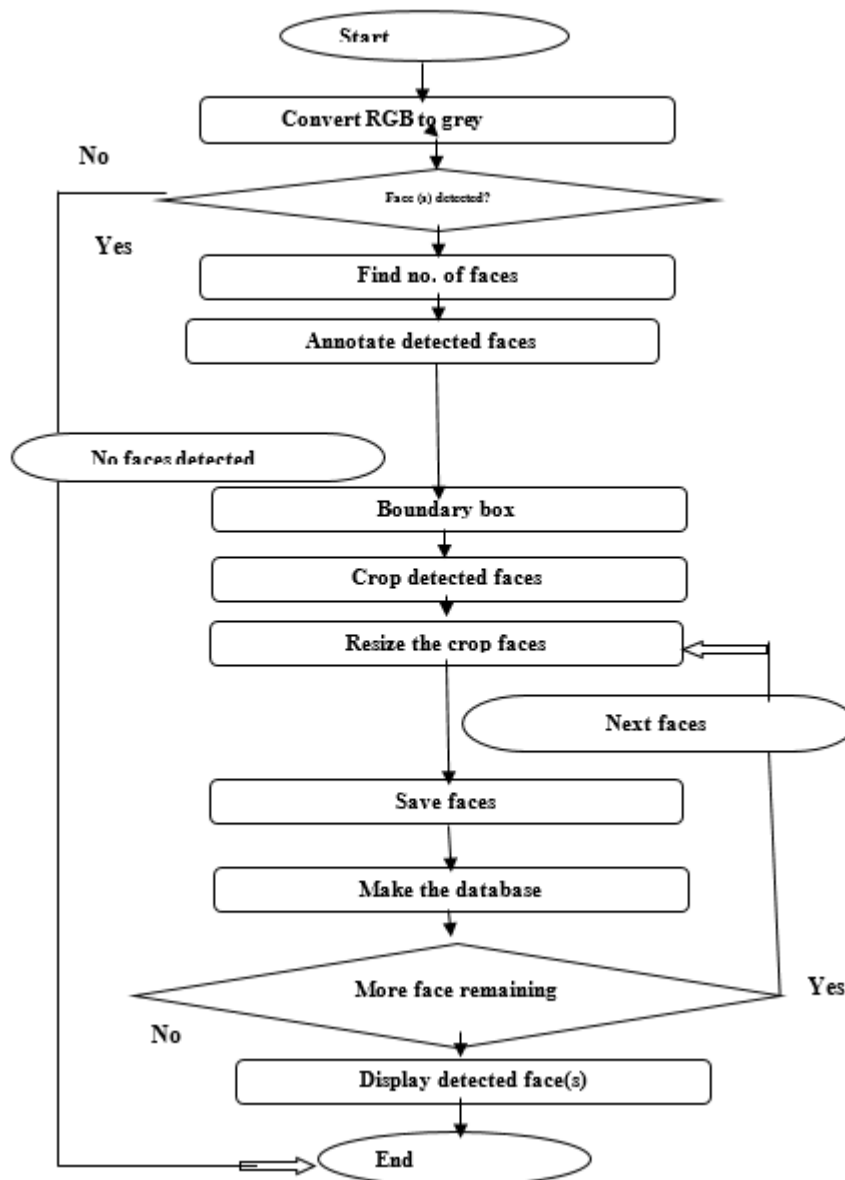 Start
Convert RGB to grey
No
Face (s) detected?
Yes
Find no. of faces
Annotate detected faces
No faces detected
Boundary box
Crop detected faces
Resize the crop faces
Next faces
Save faces
Make the database
More face remaining
Yes
No
Display detected face(s)
End